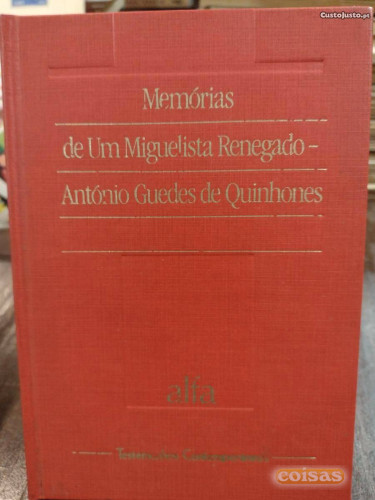 CustoJusto.pt
Memórias
de Um Miguelista Renegado –
António Guedes de Quinhones
alfa
Testemunhos Contemporâneos
coisas